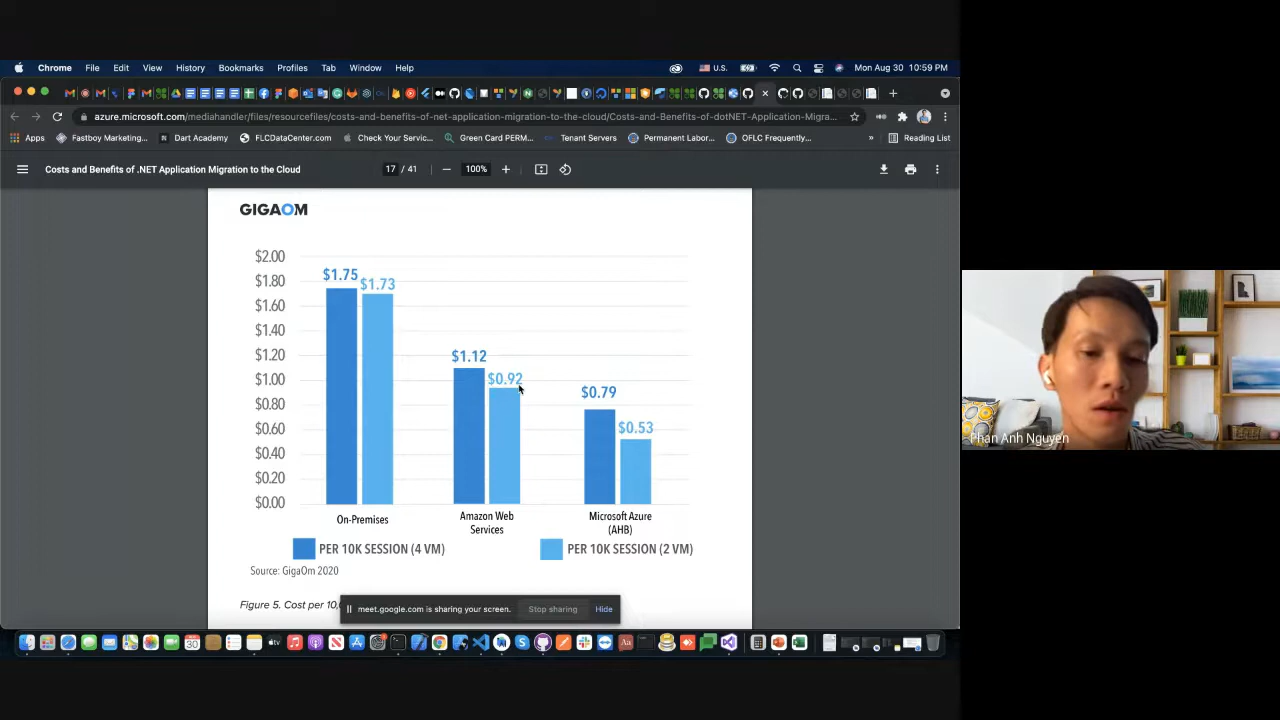 Chrome File Edit View History Bookmarks Profiles Tab Window Help U.S. Mon Aug 30 10:59 PM
azure.microsoft.com/mediahandler/files/resourcefiles/costs-and-benefits-of-net-application-migration-to-the-cloud/Costs-and-Benefits-of-dotNET-Application-Migra...
Apps Fastboy Marketing... Dart Academy FLCDataCenter.com Check Your Servic... Green Card PERM... Tenant Servers Permanent Labor... OFLC Frequently... » Reading List
Costs and Benefits of .NET Application Migration to the Cloud 17 / 41 — 100% +
GIGAOM
$2.00
$1.80
$1.60
$1.40
$1.20
$1.00
$0.80
$0.60
$0.40
$0.20
$0.00
$1.75
$1.73
$1.12
$0.92
$0.79
$0.53
On-Premises
Amazon Web
Services
Microsoft Azure
(AHB)
PER 10K SESSION (4 VM) PER 10K SESSION (2 VM)
Source: GigaOm 2020
Figure 5. Cost per 10,
meet.google.com is sharing your screen. Stop sharing Hide
Phan Anh Nguyen